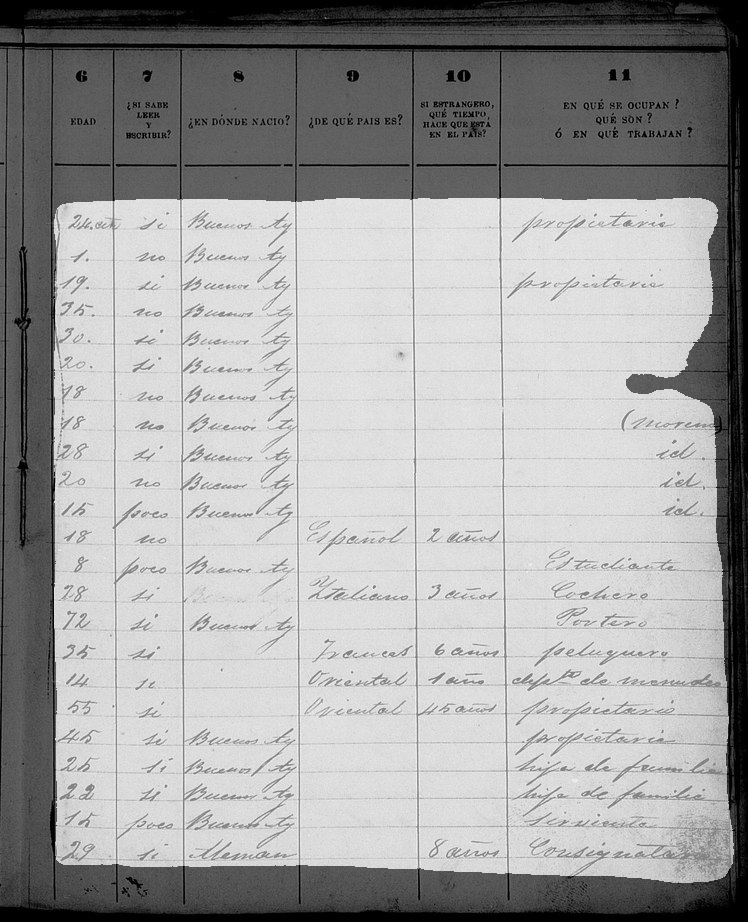 6 7 8 9 10 11
EDAD ¿SI SABE LEER Y ESCRIBIR? ¿EN DÓNDE NACIO? ¿DE QUÉ PAIS ES? SI ESTRANGERO, QUÉ TIEMPO, HACE QUE ESTÁ EN EL PAÍS? EN QUÉ SE OCUPAN? QUÉ SON? Ó EN QUÉ TRABAJAN?
24 si Buenos Ay propietario
1. no Buenos Ay
19. si Buenos Ay propietario
35. no Buenos Ay
30. si Buenos Ay
20. si Buenos Ay
18 no Buenos Ay
18 no Buenos Ay (moreno)
28 si Buenos Ay id.
20 no Buenos Ay id.
15 poco Buenos Ay id.
18 no Español 2 años
8 poco Buenos Ay Estudiante
28 si Italiano 3 años Cochero
72 si Buenos Ay Portero
35 si Frances 6 años peluquero
14 si Oriental 1 año depte de menudeo
55 si Oriental 45 años propietario
45 si Buenos Ay propietaria
25 si Buenos Ay hija de familia
22 si Buenos Ay hija de familia
15 poco Buenos Ay sirvienta
29 si Aleman 8 años Consignatario